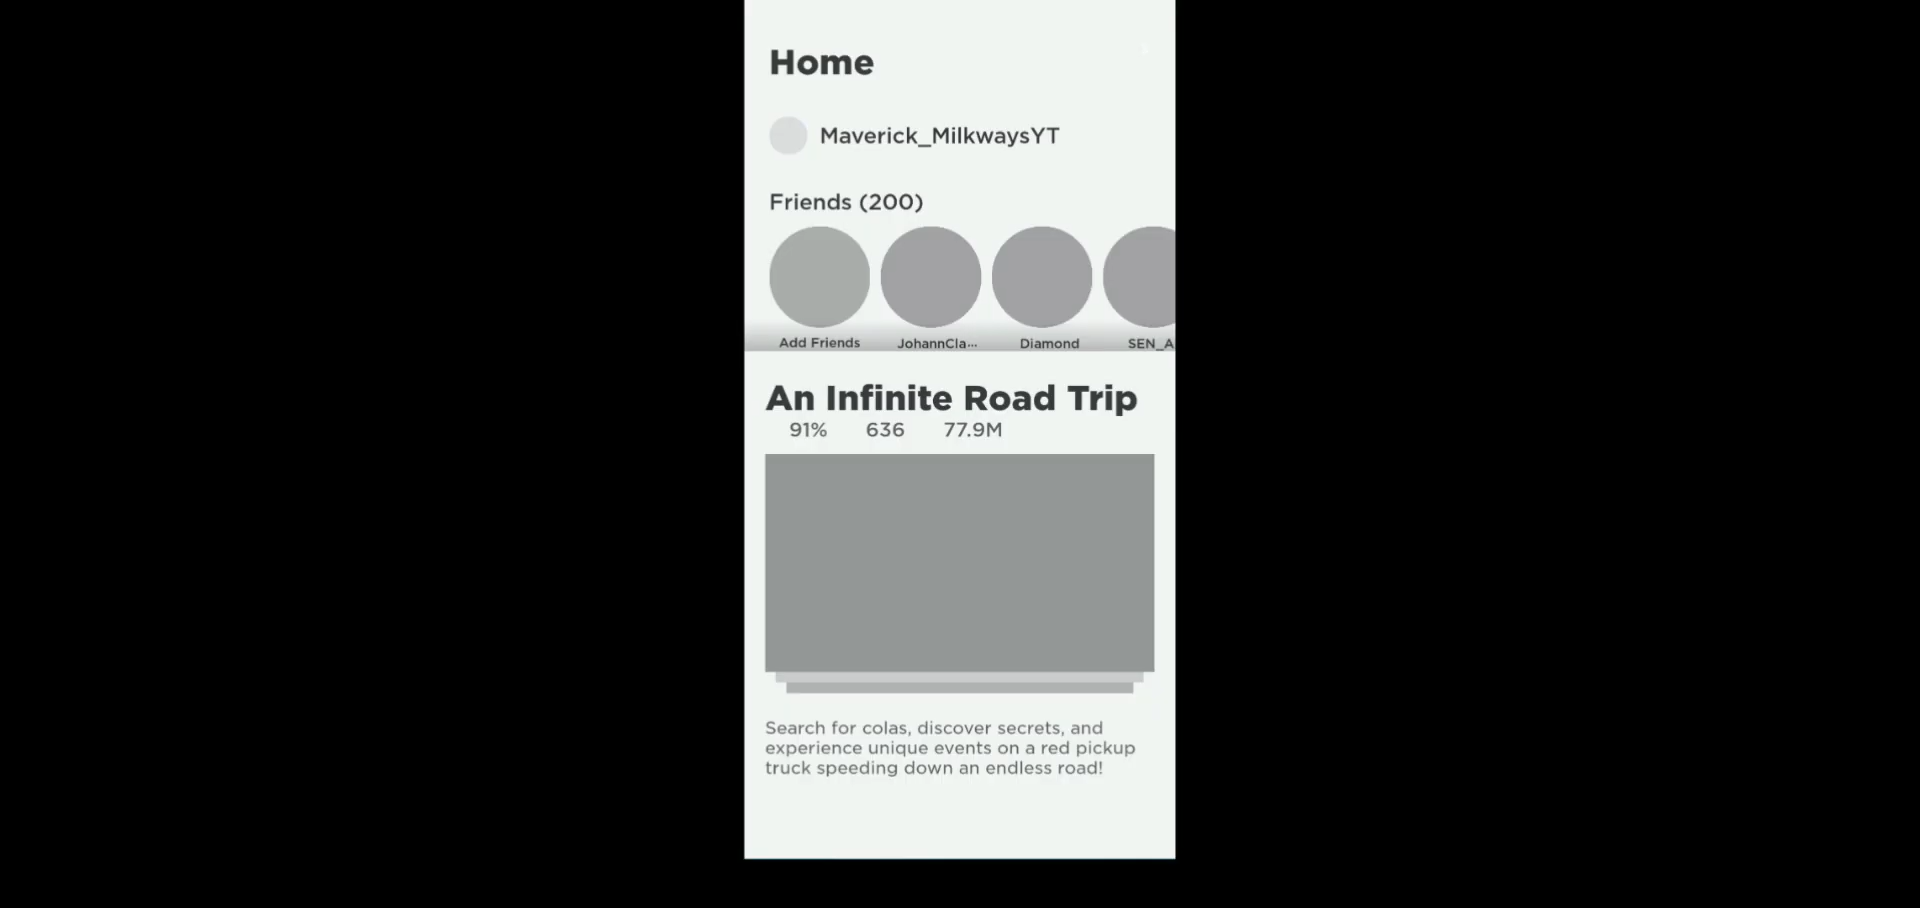 Home
Maverick_MilkwaysYT
Friends (200)
Add Friends JohannCla... Diamond SEN_A
An Infinite Road Trip
91% 636 77.9M
Search for colas, discover secrets, and
experience unique events on a red pickup
truck speeding down an endless road!